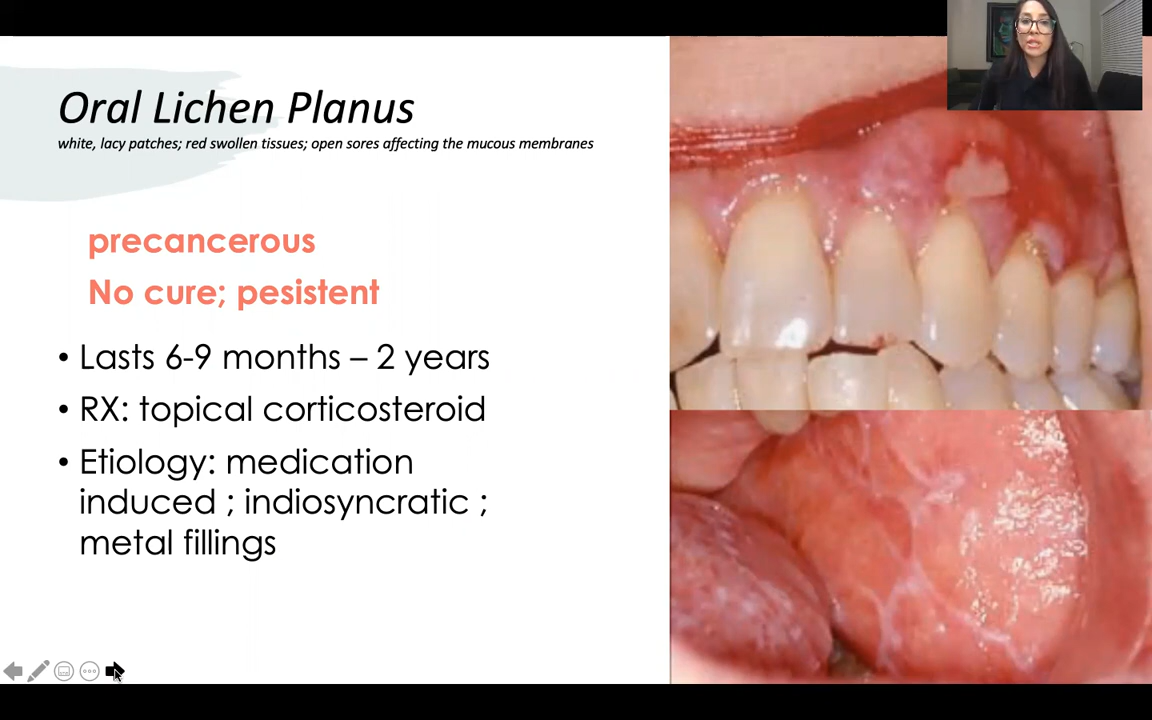 Oral Lichen Planus
white, lacy patches; red swollen tissues; open sores affecting the mucous membranes
precancerous
No cure; pesistent
• Lasts 6-9 months – 2 years
• RX: topical corticosteroid
• Etiology: medication
induced ; indiosyncratic ;
metal fillings